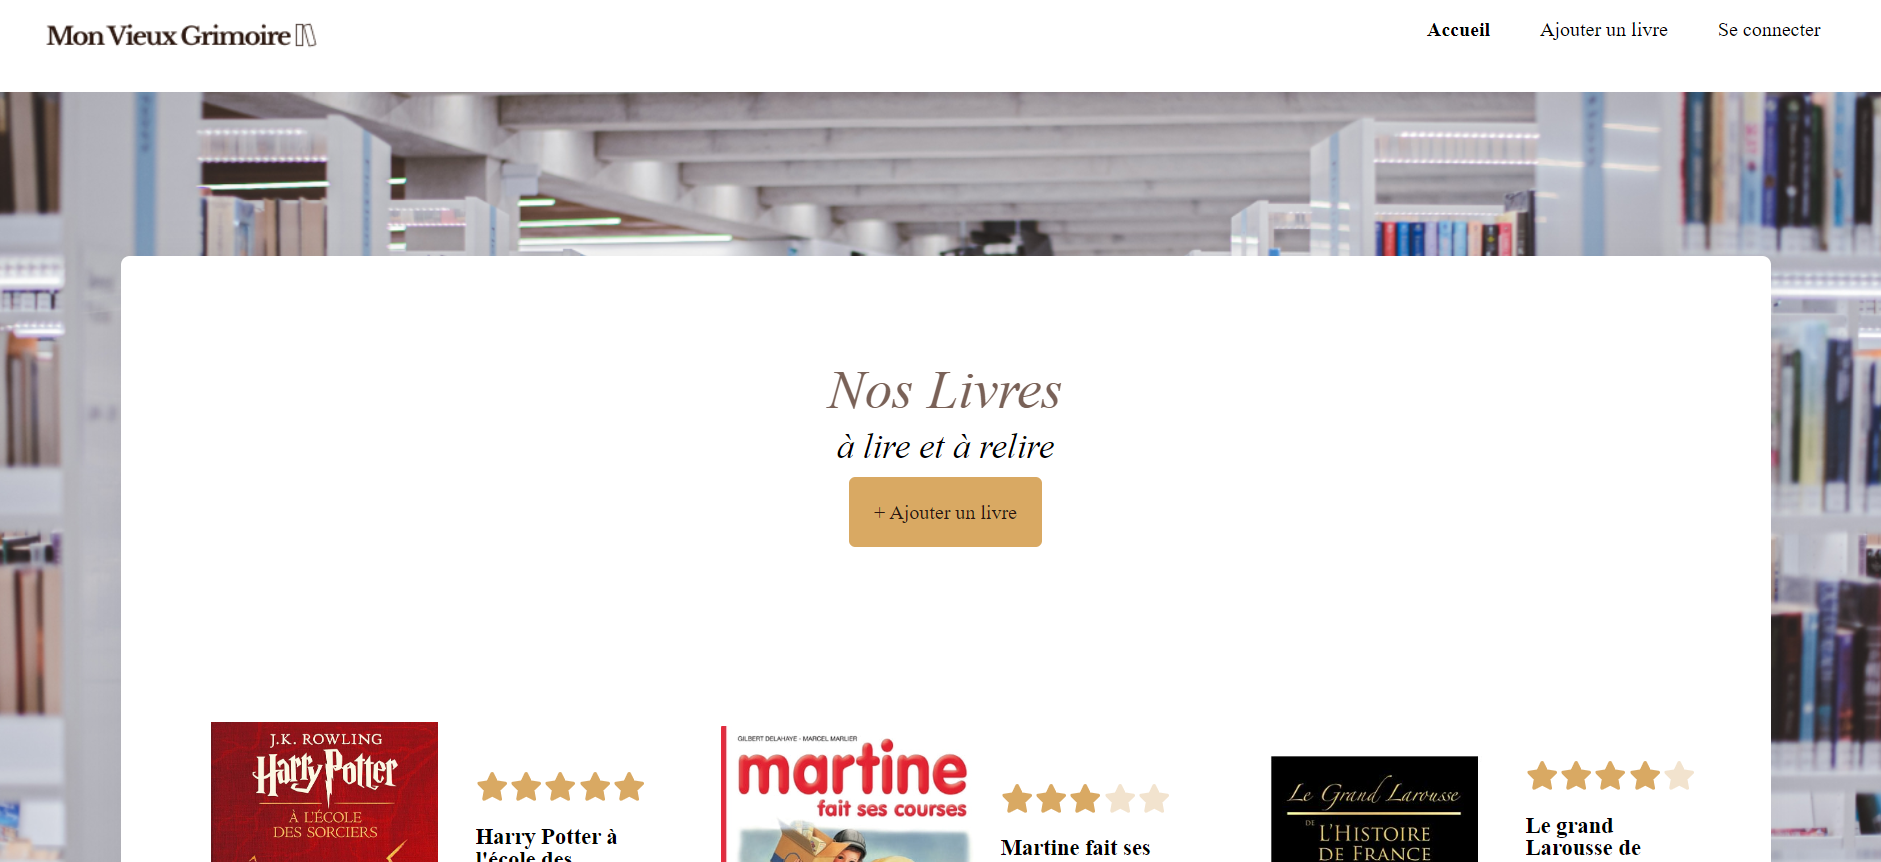 Mon Vieux Grimoire
Accueil
Ajouter un livre
Se connecter
Nos Livres
à lire et à relire
+ Ajouter un livre
J.K. ROWLING
Harry Potter
À L'ÉCOLE
DES SORCIERS
Harry Potter à
l'école des
GILBERT DELAHAYE - MARCEL MARLIER
martine
fait ses courses
Martine fait ses
Le Grand Larousse
DE L'HISTOIRE
DE FRANCE
Le grand
Larousse de